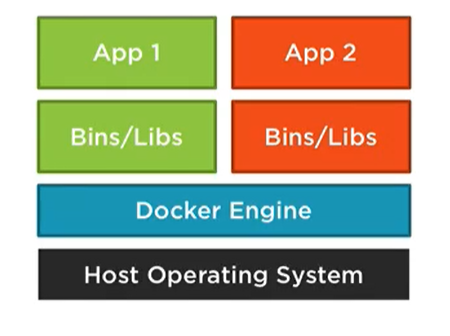 App 1
App 2
Bins/Libs
Bins/Libs
Docker Engine
Host Operating System